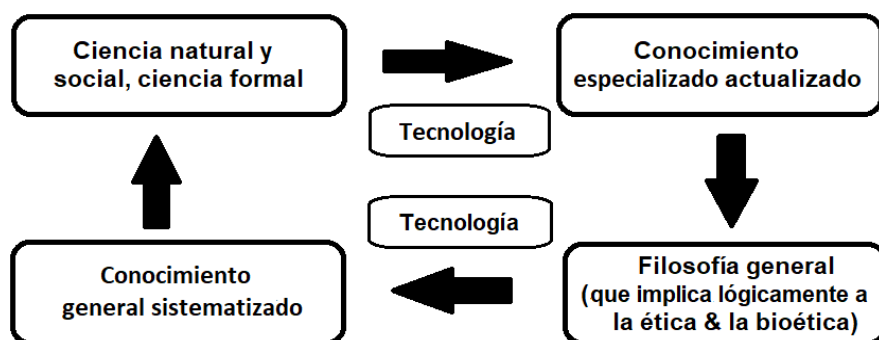 Ciencia natural y
social, ciencia formal
Conocimiento
especializado actualizado
Tecnología
Tecnología
Conocimiento
general sistematizado
Filosofía general
(que implica lógicamente a
la ética & la bioética)